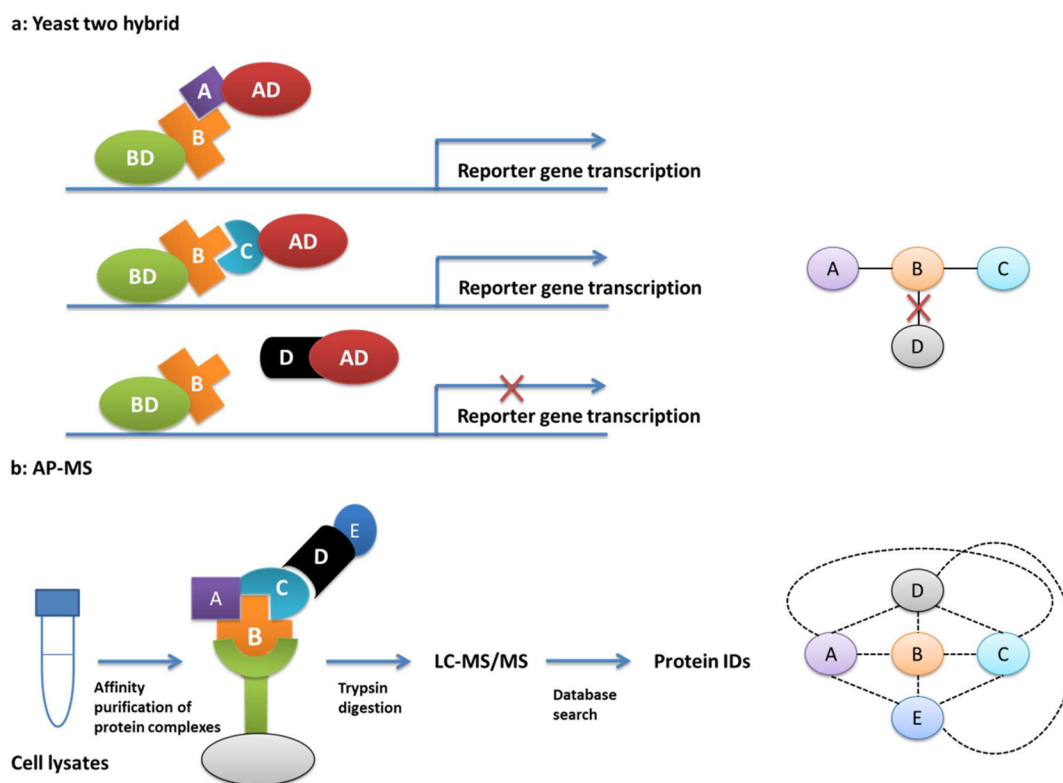 a: Yeast two hybrid
A
AD
B
BD
Reporter gene transcription
B
C
AD
BD
Reporter gene transcription
A
B
C
D
D
AD
B
BD
Reporter gene transcription
b: AP-MS
E
D
A
C
B
Cell lysates
Affinity
purification of
protein complexes
Trypsin
digestion
LC-MS/MS
Database
search
Protein IDs
D
A
B
C
E